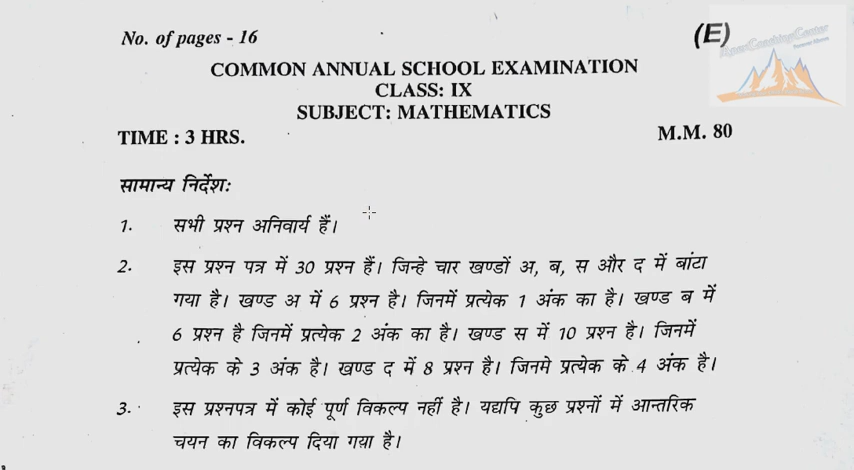 No. of pages - 16
(E)
COMMON ANNUAL SCHOOL EXAMINATION
CLASS: IX
SUBJECT: MATHEMATICS
TIME : 3 HRS.
M.M. 80
सामान्य निर्देशः
1. सभी प्रश्न अनिवार्य हैं।
2. इस प्रश्न पत्र में 30 प्रश्न हैं। जिन्हे चार खण्डों अ, ब, स और द में बांटा
गया है। खण्ड अ में 6 प्रश्न है। जिनमें प्रत्येक 1 अंक का है। खण्ड ब में
6 प्रश्न है जिनमें प्रत्येक 2 अंक का है। खण्ड स में 10 प्रश्न है। जिनमें
प्रत्येक के 3 अंक है। खण्ड द में 8 प्रश्न है। जिनमे प्रत्येक के 4 अंक है।
3. इस प्रश्नपत्र में कोई पूर्ण विकल्प नहीं है। यद्यपि कुछ प्रश्नों में आन्तरिक
चयन का विकल्प दिया गया है।